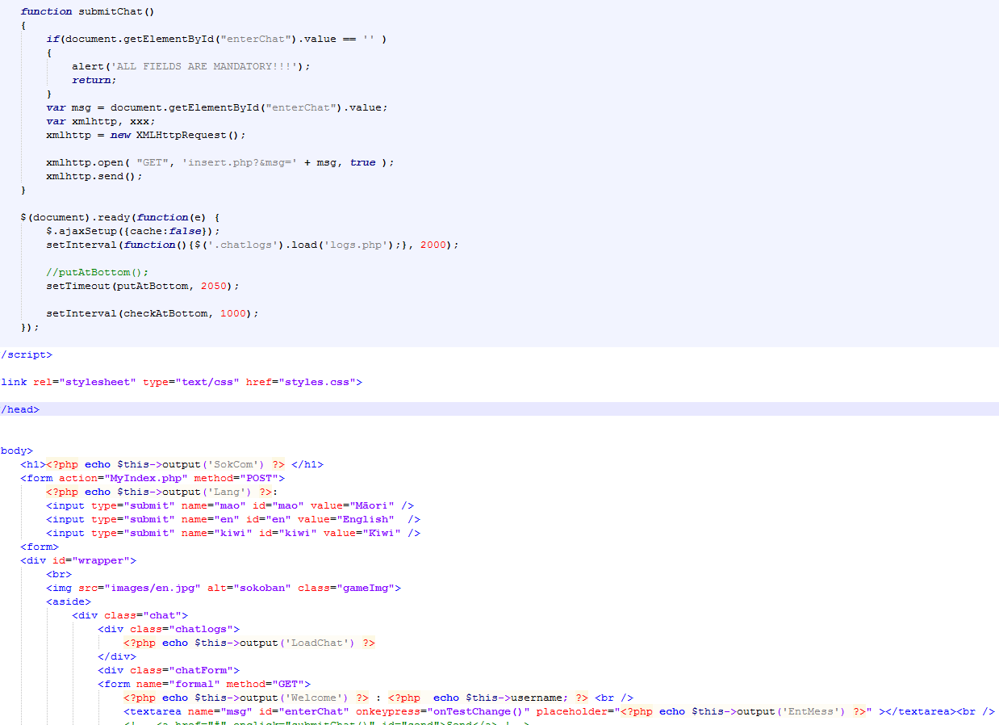 function submitChat()
{
if(document.getElementById("enterChat").value == '' )
{
alert('ALL FIELDS ARE MANDATORY!!!');
return;
}
var msg = document.getElementById("enterChat").value;
var xmlhttp, xxx;
xmlhttp = new XMLHttpRequest();
xmlhttp.open( "GET", 'insert.php?&msg=' + msg, true );
xmlhttp.send();
}
$(document).ready(function(e) {
$.ajaxSetup({cache:false});
setInterval(function(){$('.chatlogs').load('logs.php');}, 2000);
//putAtBottom();
setTimeout(putAtBottom, 2050);
setInterval(checkAtBottom, 1000);
});
/script>
link rel="stylesheet" type="text/css" href="styles.css">
/head>
body>
<h1><?php echo $this->output('SokCom') ?> </h1>
<form action="MyIndex.php" method="POST">
<?php echo $this->output('Lang') ?>:
<input type="submit" name="mao" id="mao" value="Māori" />
<input type="submit" name="en" id="en" value="English"  />
<input type="submit" name="kiwi" id="kiwi" value="Kiwi" />
<form>
<div id="wrapper">
<br>
<img src="images/en.jpg" alt="sokoban" class="gameImg">
<aside>
<div class="chat">
<div class="chatlogs">
<?php echo $this->output('LoadChat') ?>
</div>
<div class="chatForm">
<form name="formal" method="GET">
<?php echo $this->output('Welcome') ?> : <?php  echo $this->username; ?> <br />
<textarea name="msg" id="enterChat" onkeypress="onTestChange()" placeholder="<?php echo $this->output('EntMess') ?>" ></textarea><br />
<a href="#" onclick="submitChat()" id="send">Send</a>